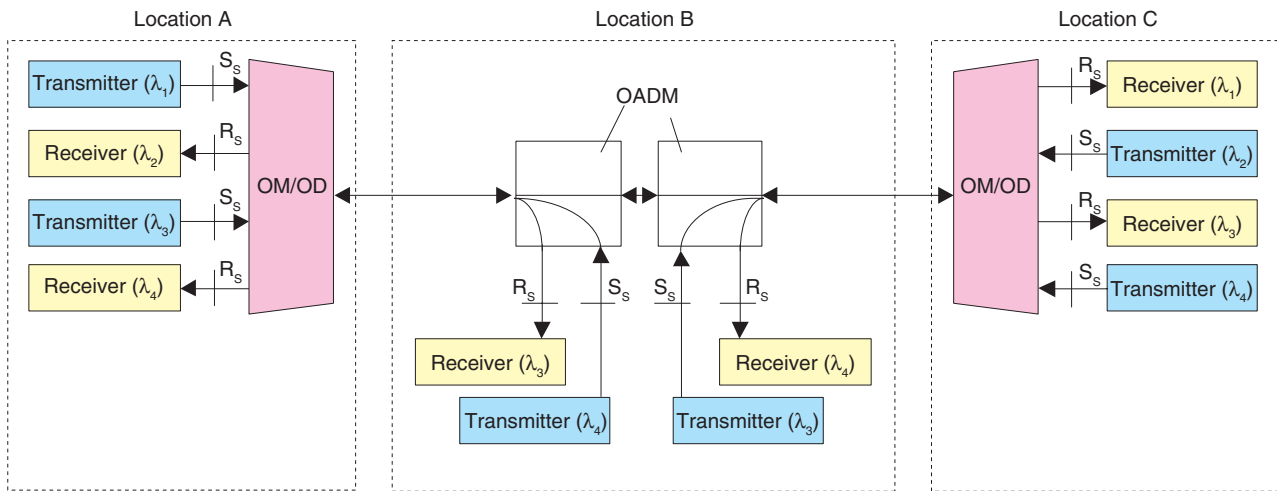 Location A
Location B
Location C
Transmitter (λ1)
SS
Receiver (λ2)
RS
Transmitter (λ3)
SS
Receiver (λ4)
RS
OM/OD
OADM
RS
SS
SS
RS
Receiver (λ3)
Receiver (λ4)
Transmitter (λ4)
Transmitter (λ3)
OM/OD
RS
Receiver (λ1)
SS
Transmitter (λ2)
RS
Receiver (λ3)
SS
Transmitter (λ4)